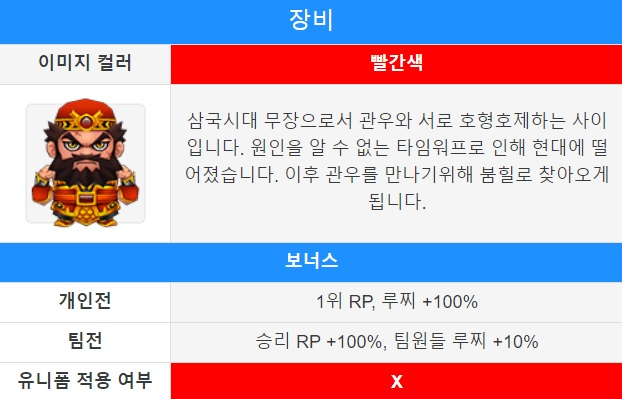 장비
이미지 컬러 빨간색
삼국시대 무장으로서 관우와 서로 호형호제하는 사이
입니다. 원인을 알 수 없는 타임워프로 인해 현대에 떨
어졌습니다. 이후 관우를 만나기위해 붐힐로 찾아오게
됩니다.
보너스
개인전 1위 RP, 루찌 +100%
팀전 승리 RP +100%, 팀원들 루찌 +10%
유니폼 적용 여부 X